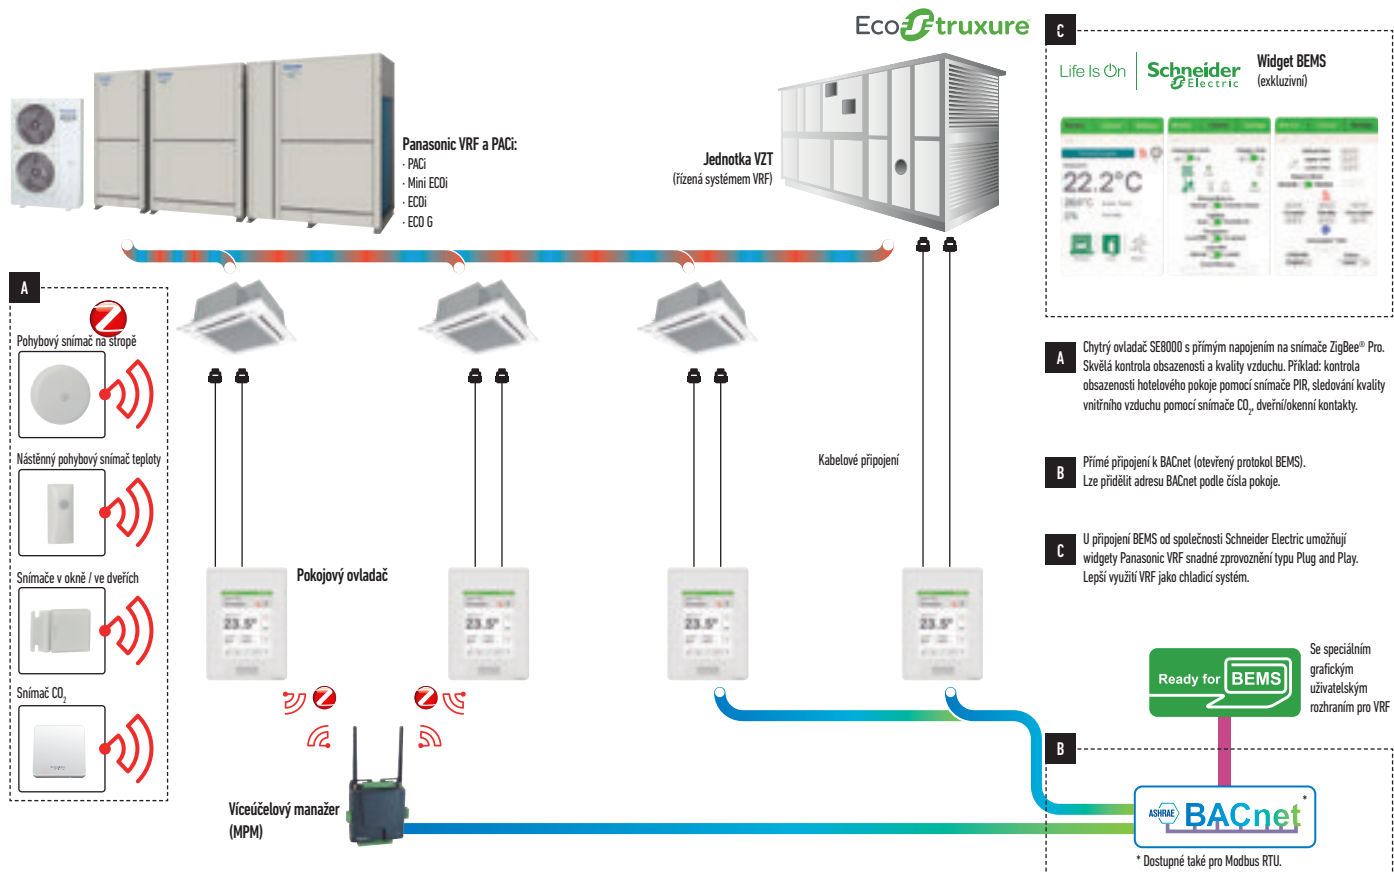 EcoStruxure
C
Life Is On
Schneider
Electric
Widget BEMS
(exkluzivní)
22.2°C
Panasonic VRF a PACi:
· PACi
· Mini ECOi
· ECOi
· ECO G
Jednotka VZT
(řízená systémem VRF)
A
Z
Pohybový snímač na stropě
Nástěnný pohybový snímač teploty
Snímače v okně / ve dveřích
Snímač CO2
Kabelové připojení
Pokojový ovladač
23.5°
23.5°
23.5°
23.5°
Z
Z
Víceúčelový manažer
(MPM)
A
Chytrý ovladač SE8000 s přímým napojením na snímače ZigBee® Pro.
Skvělá kontrola obsazenosti a kvality vzduchu. Příklad: kontrola
obsazenosti hotelového pokoje pomocí snímače PIR, sledování kvality
vnitřního vzduchu pomocí snímače CO2, dveřní/okenní kontakty.
B
Přímé připojení k BACnet (otevřený protokol BEMS).
Lze přidělit adresu BACnet podle čísla pokoje.
C
U připojení BEMS od společnosti Schneider Electric umožňují
widgety Panasonic VRF snadné zprovoznění typu Plug and Play.
Lepší využití VRF jako chladicí systém.
Ready for BEMS
Se speciálním
grafickým
uživatelským
rozhraním pro VRF
B
ASHRAE BACnet *
* Dostupné také pro Modbus RTU.